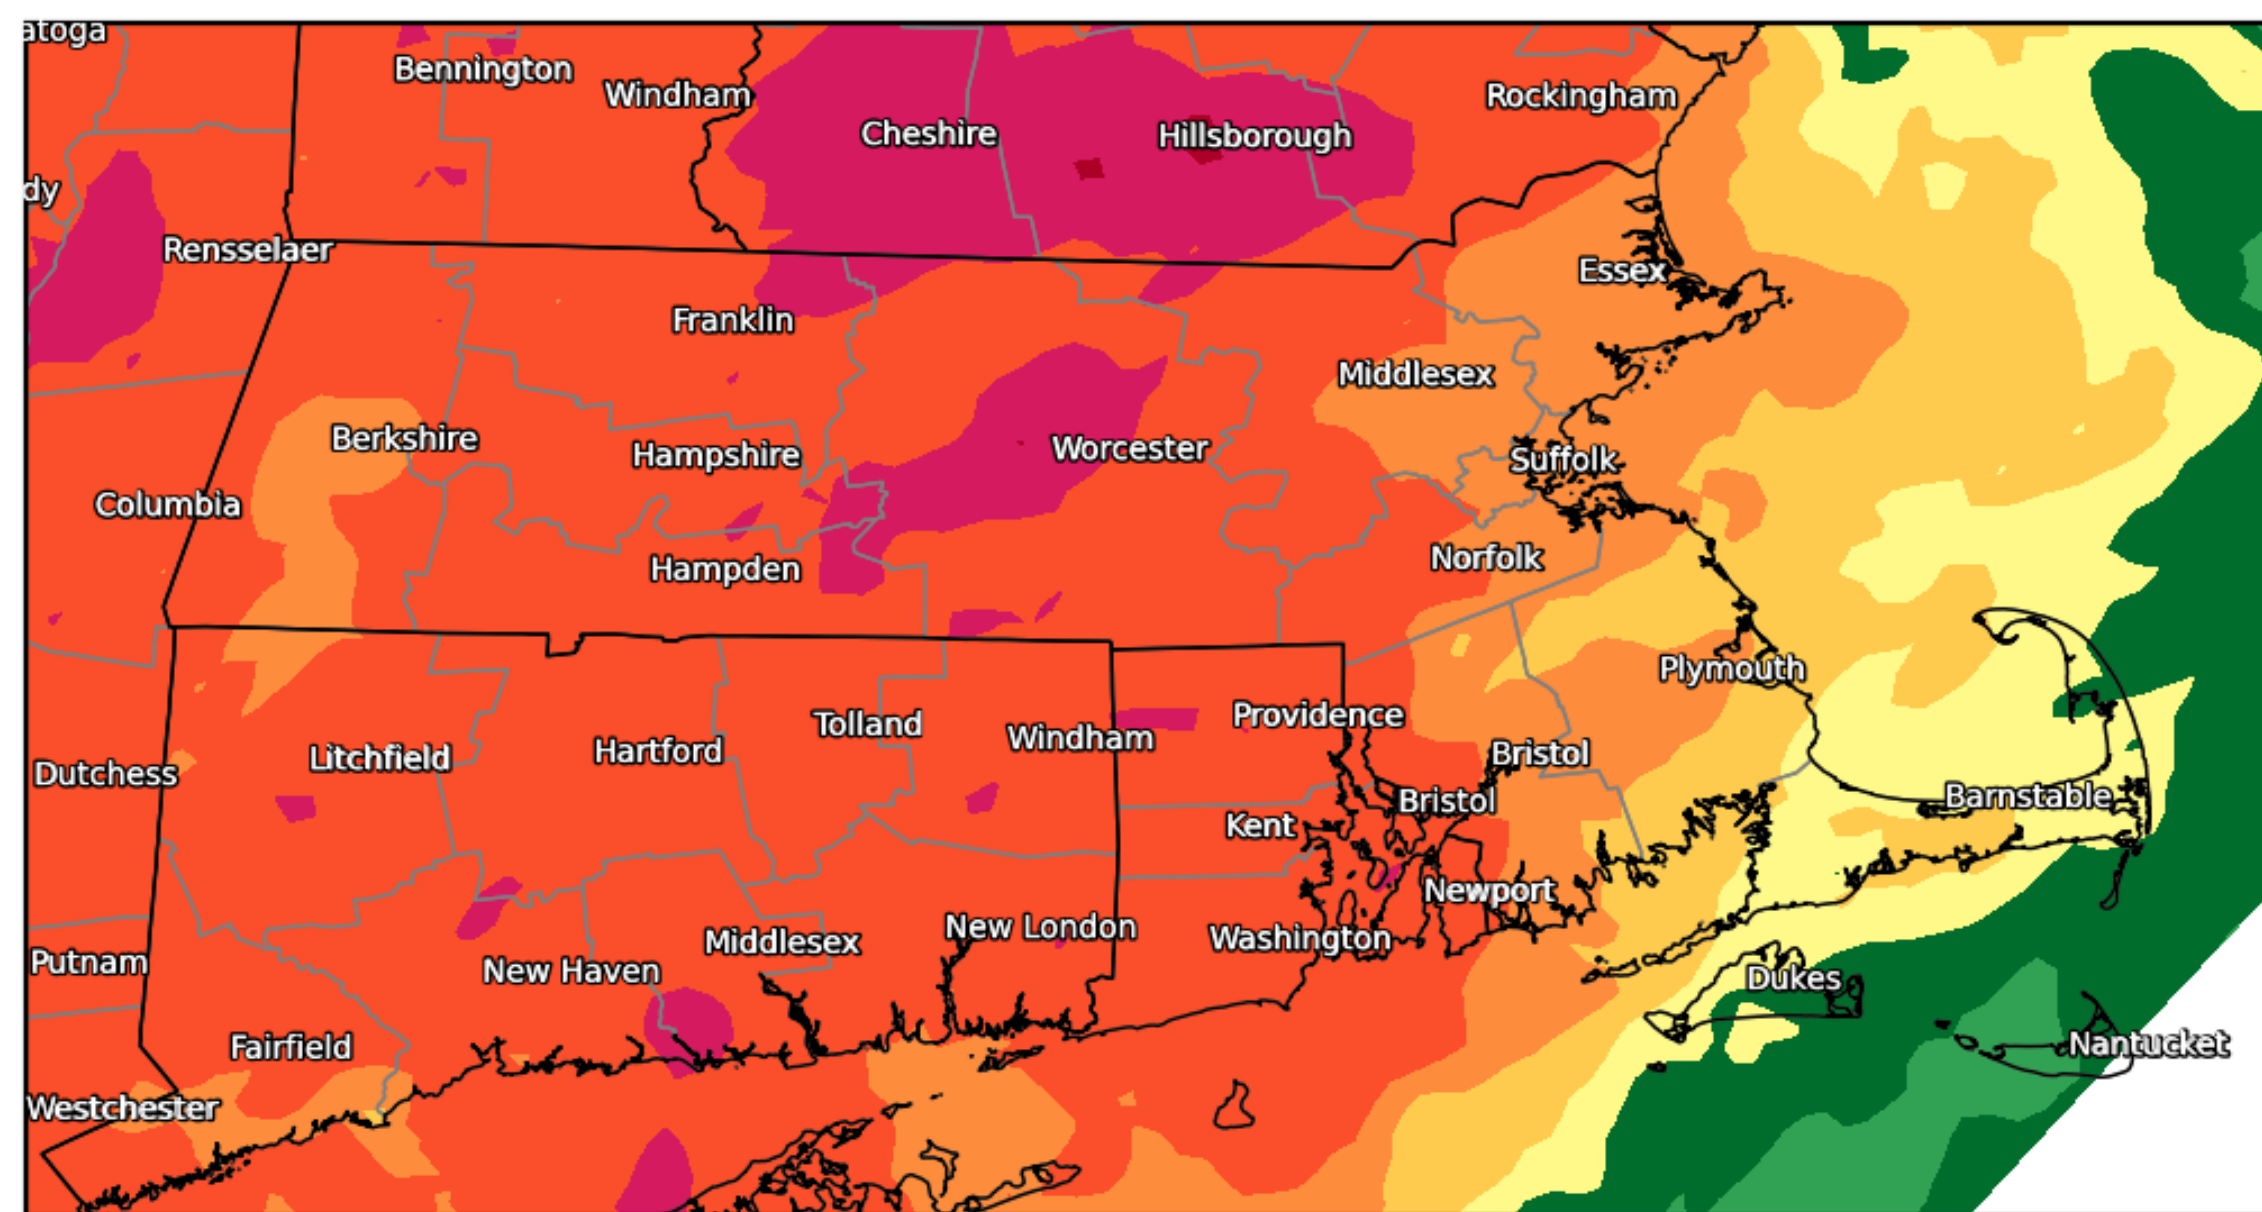 atoga
Bennington
Windham
Rockingham
Cheshire
Hillsborough
dy
Rensselaer
Essex
Franklin
Middlesex
Berkshire
Hampshire
Worcester
Suffolk
Columbia
Norfolk
Hampden
Plymouth
Providence
Tolland
Windham
Hartford
Bristol
Litchfield
Dutchess
Barnstable
Bristol
Kent
Newport
New London
Washington
Middlesex
Putnam
New Haven
Dukes
Nantucket
Fairfield
Westchester